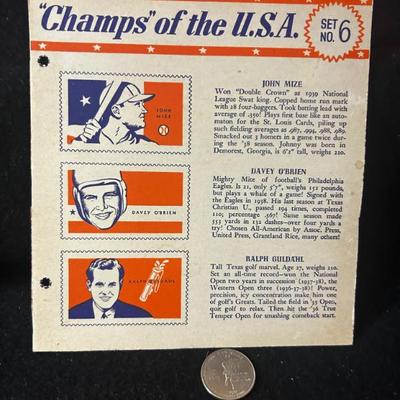 "Champs" of the U.S.A.
SET
NO. 6
JOHN MIZE
Won "Double Crown" as 1939 National
League Swat king. Copped home run mark
with 28 four-baggers. Took batting lead with
average of .350! Plays first base like an auto-
maton for the St. Louis Cards, piling up
such fielding averages as .987, .994, .988, .989.
Smacked out 3 homers in a game twice dur-
ing the '38 season. Johnny was born in
Demorest, Georgia, is 6'2" tall, weighs 220.
JOHN
MIZE
DAVEY O'BRIEN
Mighty Mite of football's Philadelphia
Eagles. Is 21, only 5'7", weighs 151 pounds,
but plays a whale of a game! Signed with
the Eagles in 1938. His last season at Texas
Christian U., passed 194 times, completed
110; percentage .567! Same season made
553 yards in 132 dashes—over four yards a
try! Chosen All-American by Assoc. Press,
United Press, Grantland Rice, many others!
DAVEY O'BRIEN
RALPH GULDAHL
Tall Texas golf marvel. Age 27, weighs 210.
Set an all-time record—won the National
Open two years in succession (1937-38), the
Western Open three (1936-37-38)! Power,
precision, icy concentration make him one
of golf's Greats. Tailed the field in '35 Open,
quit golf to relax. Then hit the '36 True
Temper Open for smashing comeback start.
RALPH GULDAHL